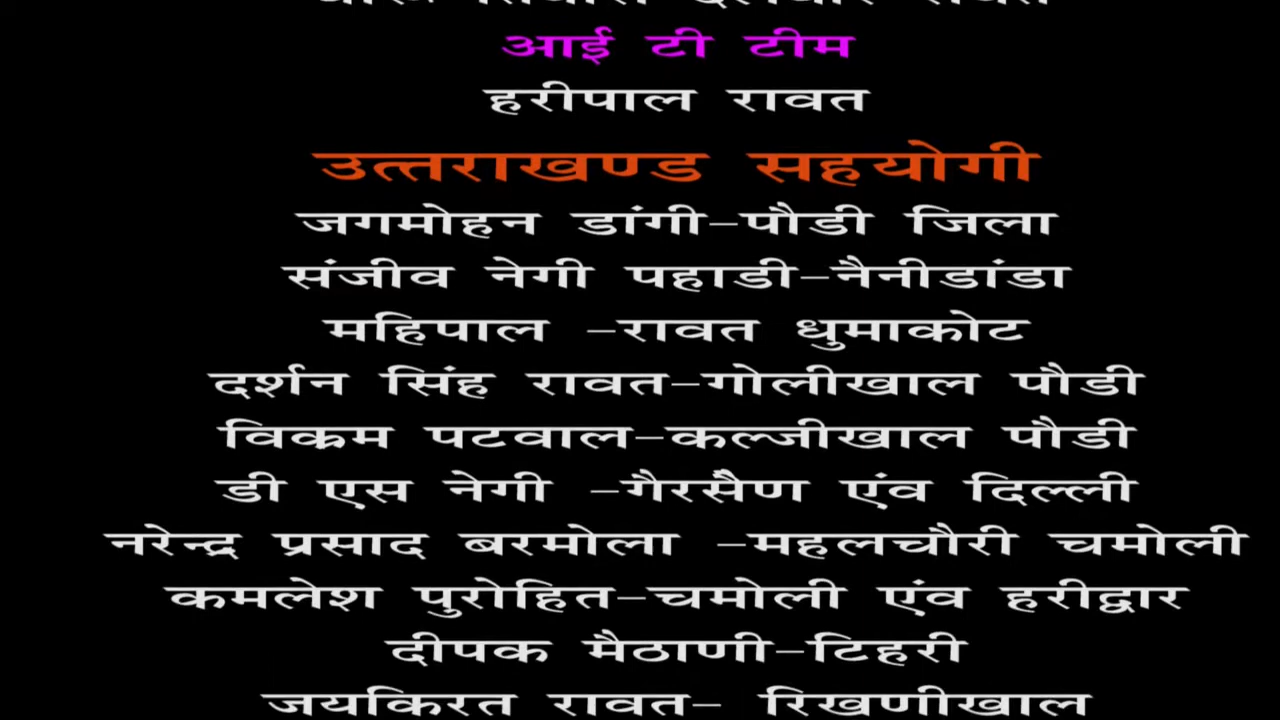 आई टी टीम
हरीपाल रावत
उत्तराखण्ड सहयोगी
जगमोहन डांगी-पौडी जिला
संजीव नेगी पहाडी-नैनीडांडा
महिपाल -रावत धुमाकोट
दर्शन सिंह रावत-गोलीखाल पौडी
विक्रम पटवाल-कल्जीखाल पौडी
डी एस नेगी -गैरसैण एंव दिल्ली
नरेन्द्र प्रसाद बरमोला -महलचौरी चमोली
कमलेश पुरोहित-चमोली एंव हरीद्वार
दीपक मैठाणी-टिहरी
जयकिरत रावत- रिखणीखाल